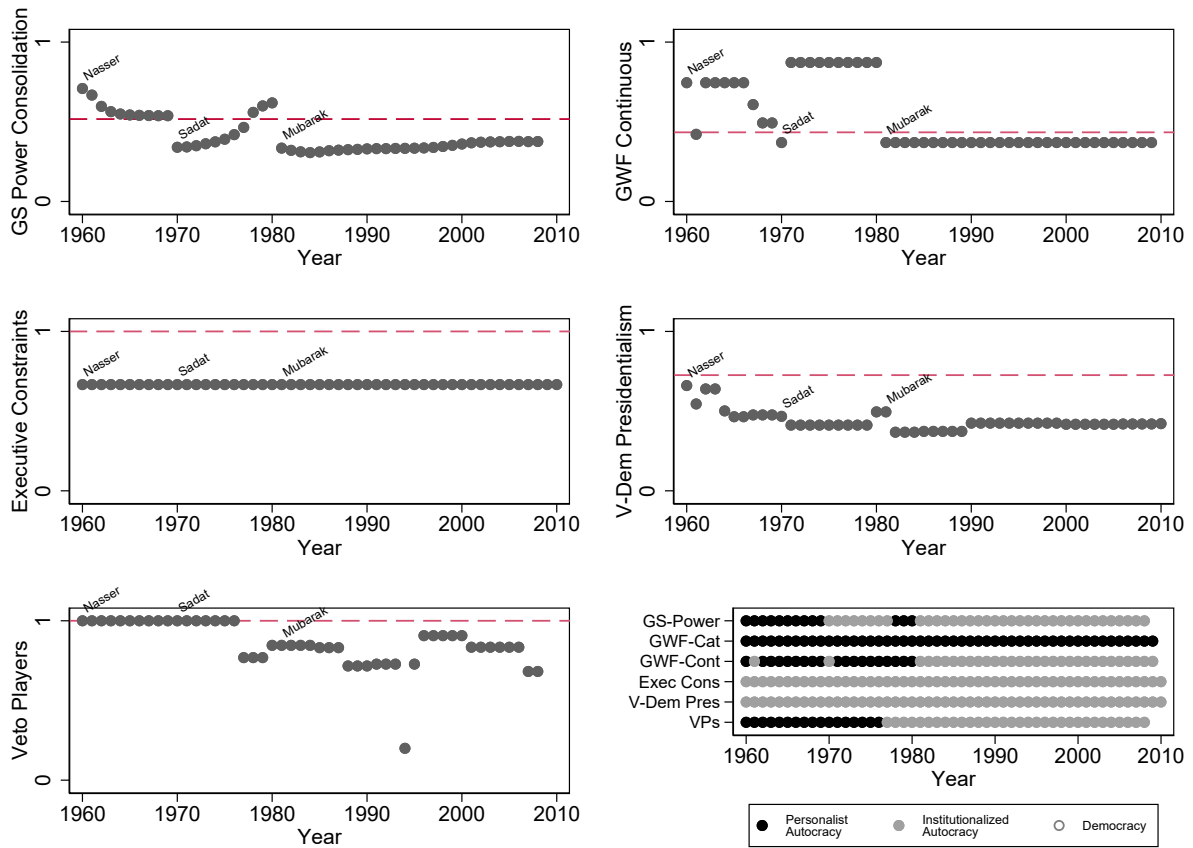 GS Power Consolidation
1
0
Nasser
Sadat
Mubarak
1960 1970 1980 1990 2000 2010
Year
GWF Continuous
1
0
Nasser
Sadat
Mubarak
1960 1970 1980 1990 2000 2010
Year
Executive Constraints
1
0
Nasser
Sadat
Mubarak
1960 1970 1980 1990 2000 2010
Year
V-Dem Presidentialism
1
0
Nasser
Sadat
Mubarak
1960 1970 1980 1990 2000 2010
Year
Veto Players
1
0
Nasser
Sadat
Mubarak
1960 1970 1980 1990 2000 2010
Year
GS-Power
GWF-Cat
GWF-Cont
Exec Cons
V-Dem Pres
VPs
1960 1970 1980 1990 2000 2010
Year
Personalist
Autocracy
Institutionalized
Autocracy
Democracy